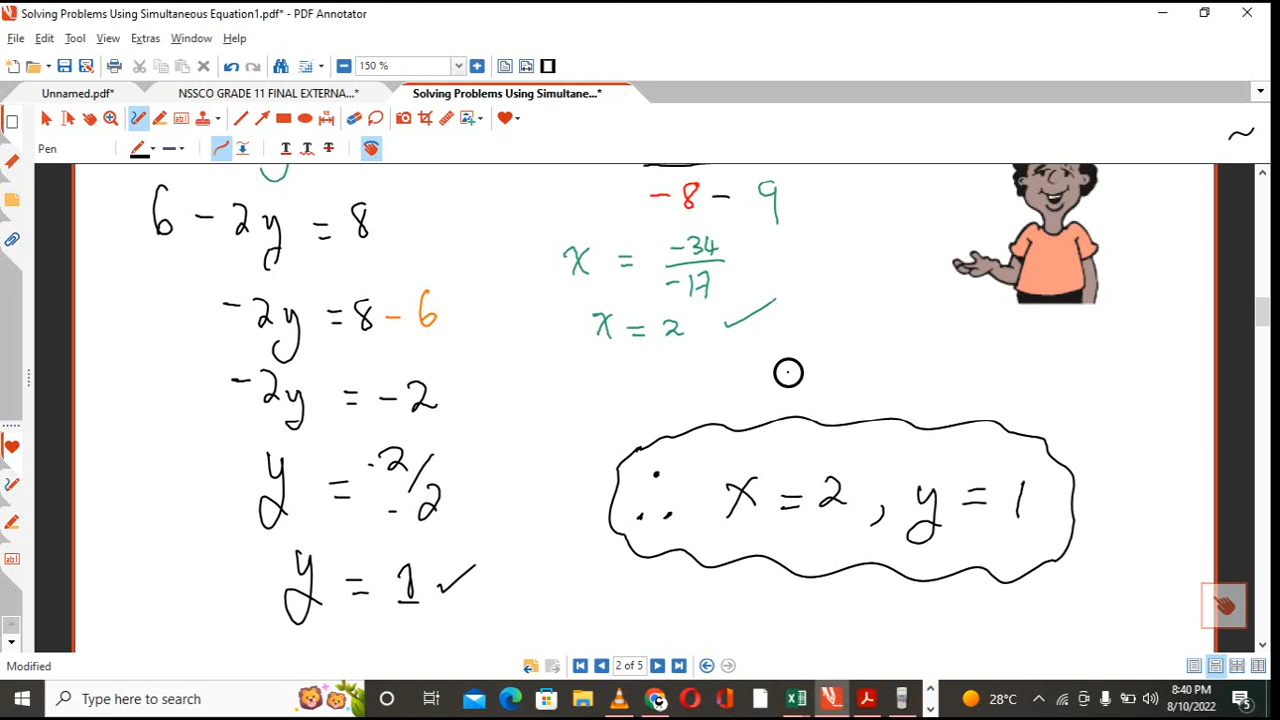 Solving Problems Using Simultaneous Equation1.pdf* - PDF Annotator
File Edit Tool View Extras Window Help
150 %
Unnamed.pdf* NSSCO GRADE 11 FINAL EXTERNA...* Solving Problems Using Simultane...*
Pen
6 - 2y = 8
-2y = 8 - 6
-2y = -2
y = -2/-2
y = 1 ✓
-8 - 9
x = -34/-17
x = 2 ✓
∴ x = 2, y = 1
Modified
2 of 5
Type here to search
28°C
8:40 PM
8/10/2022
5